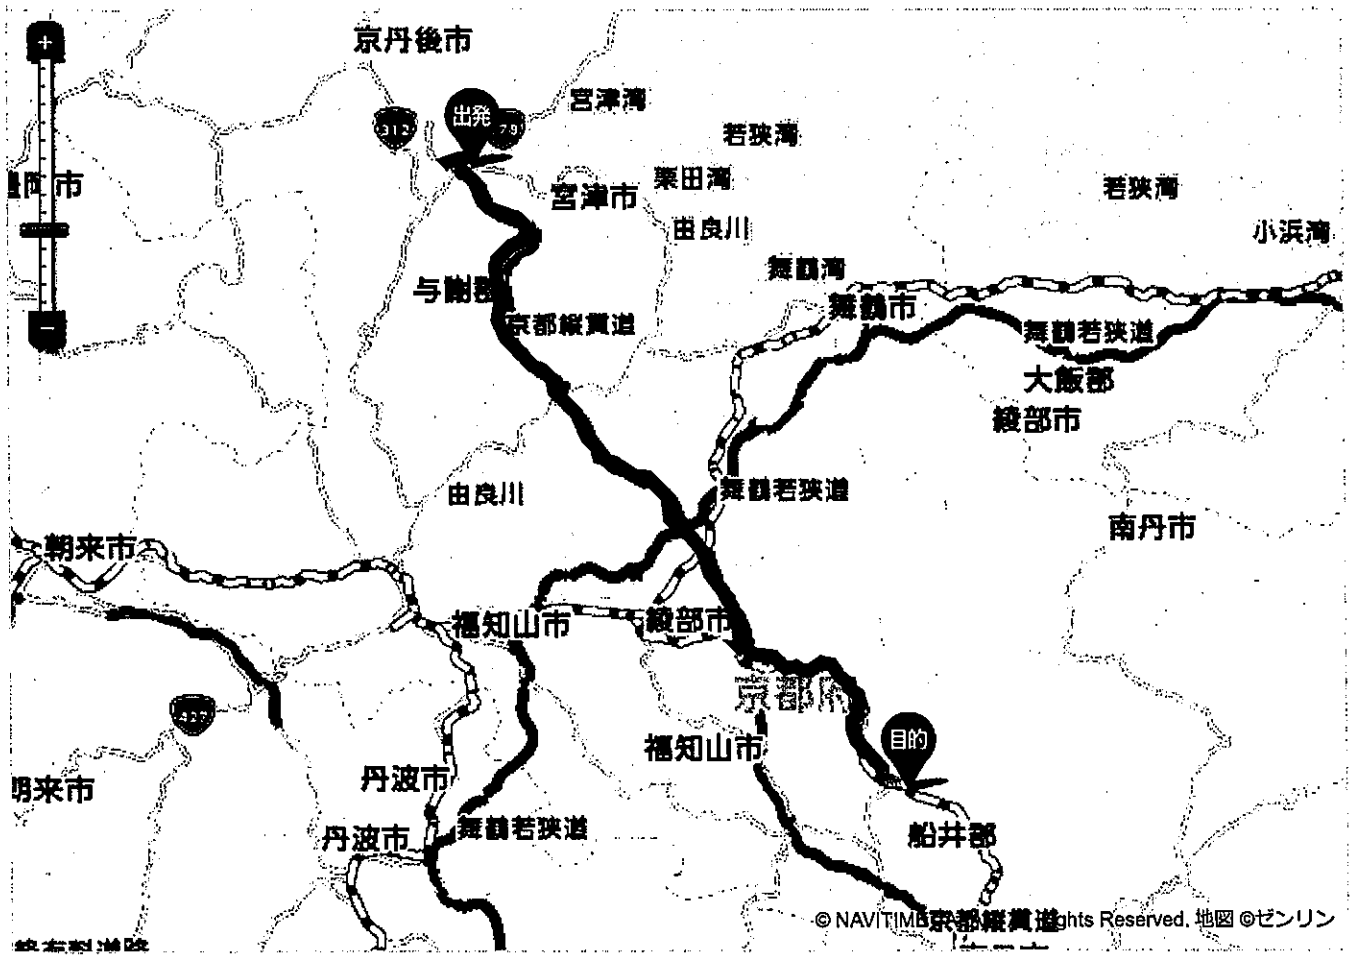 京丹後市
宮津湾
出発
312
若狭湾
栗田湾
若狭湾
宮津市
由良川
小浜湾
舞鶴湾
舞鶴市
京都縦貫道
舞鶴若狭道
大飯郡
綾部市
舞鶴若狭道
由良川
南丹市
朝来市
福知山市
綾部市
京都府
目的
福知山市
丹波市
朝来市
舞鶴若狭道
丹波市
船井郡
京都縦貫道
© NAVITIME
ghts Reserved. 地図 ©ゼンリン